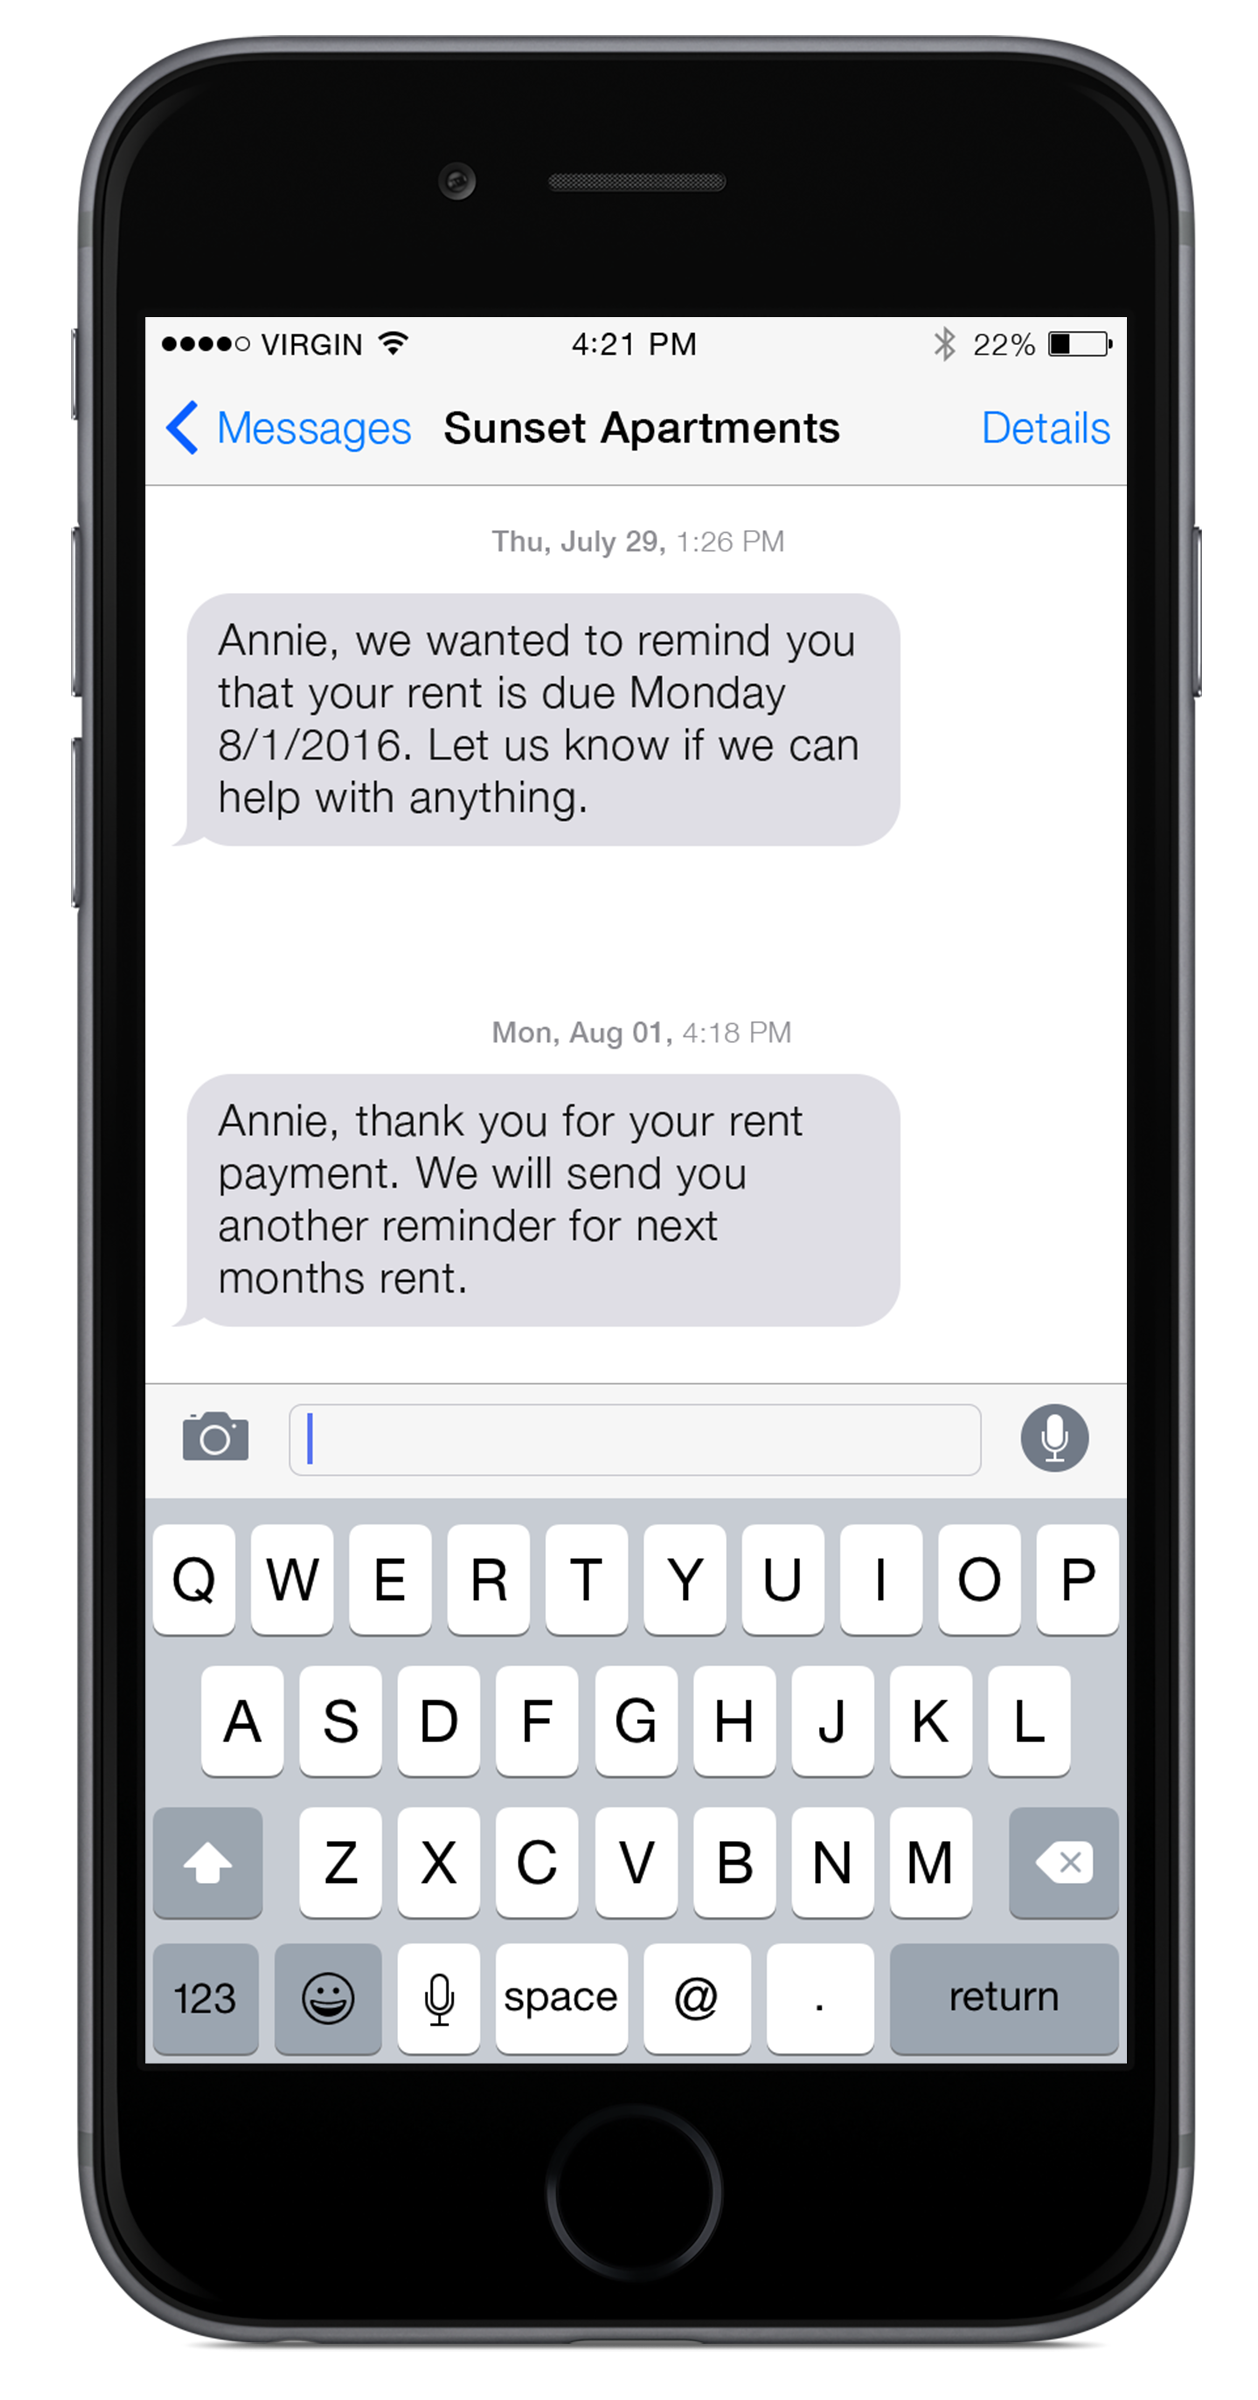 VIRGIN 4:21 PM 22%
Messages Sunset Apartments Details
Thu, July 29, 1:26 PM
Annie, we wanted to remind you
that your rent is due Monday
8/1/2016. Let us know if we can
help with anything.
Mon, Aug 01, 4:18 PM
Annie, thank you for your rent
payment. We will send you
another reminder for next
months rent.
Q W E R T Y U I O P
A S D F G H J K L
Z X C V B N M
123 space @ . return